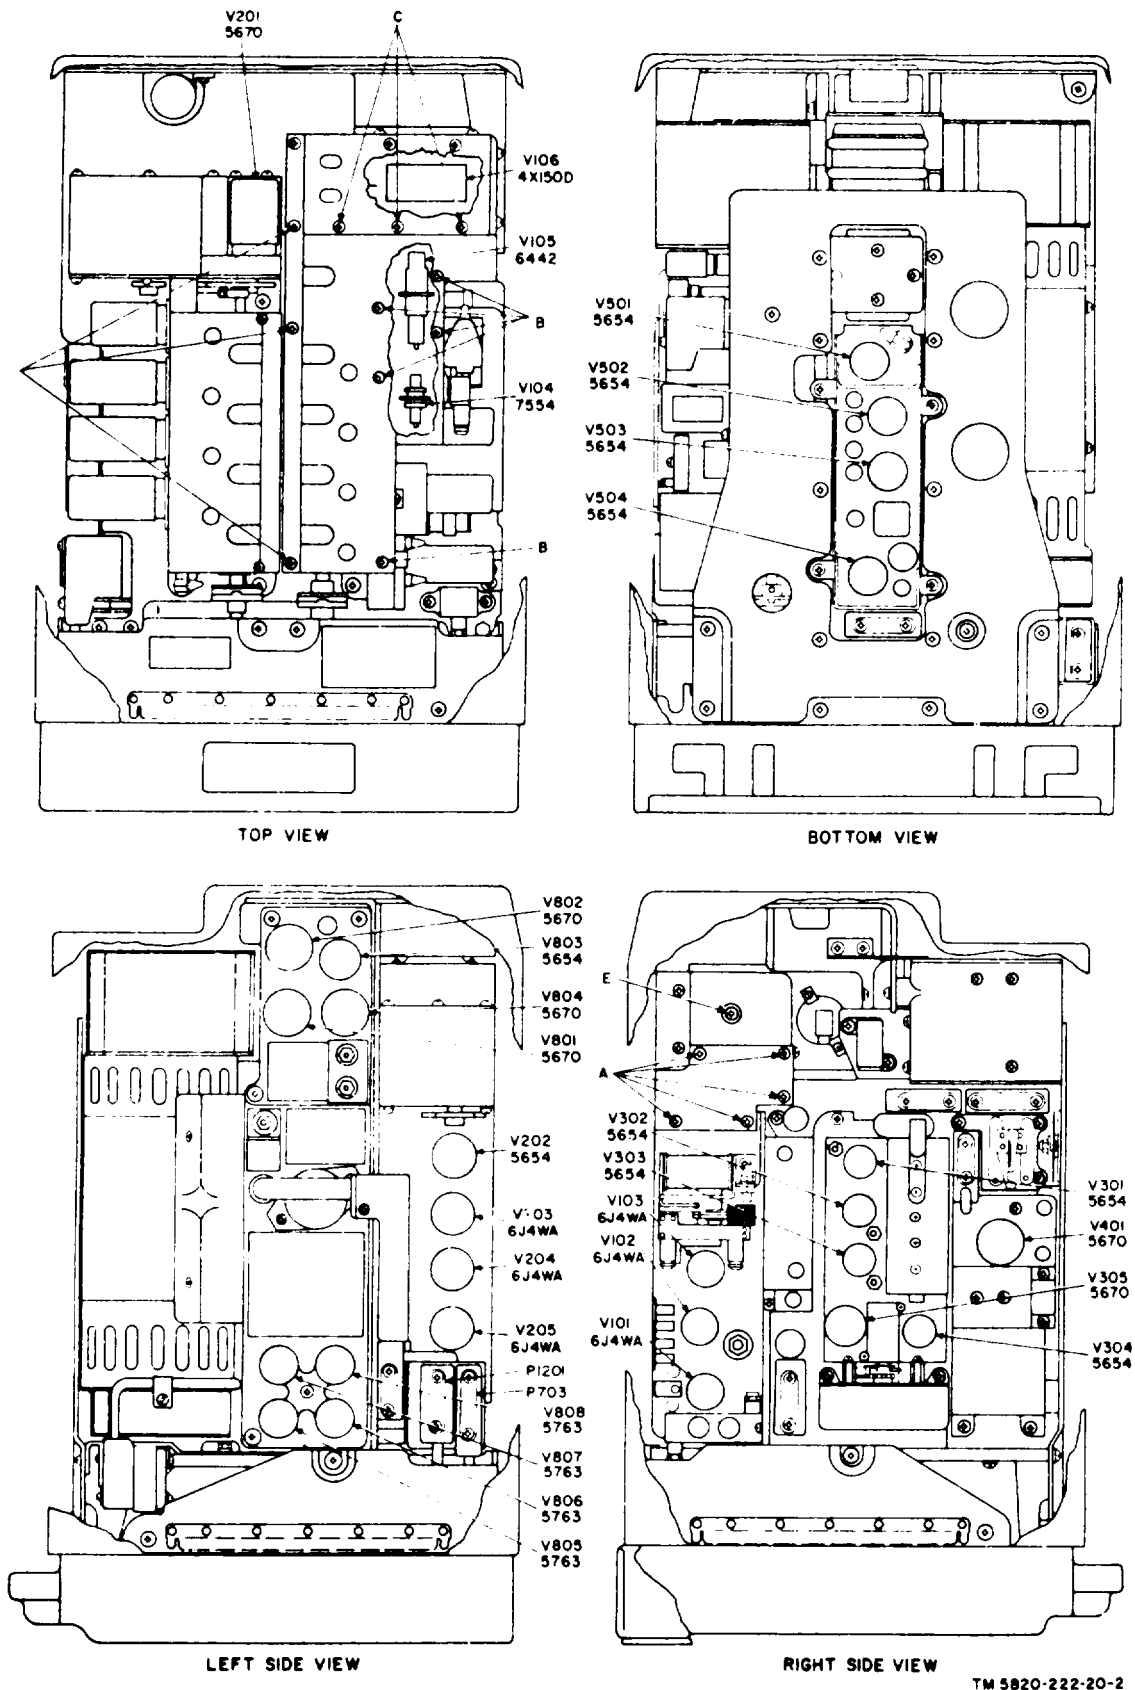 V201
5670
C
V106
4X150D
V105
6442
B
V104
7554
B
TOP VIEW
V501
5654
V502
5654
V503
5654
V504
5654
BOTTOM VIEW
V802
5670
V803
5654
V804
5670
V801
5670
V202
5654
6J4WA
V204
6J4WA
V205
6J4WA
P1201
P703
V808
5763
V807
5763
V806
5763
V805
5763
LEFT SIDE VIEW
E
A
V302
5654
V303
5654
V103
6J4WA
V102
6J4WA
V101
6J4WA
V301
5654
V401
5670
V305
5670
V304
5654
RIGHT SIDE VIEW
TM 5820-222-20-2